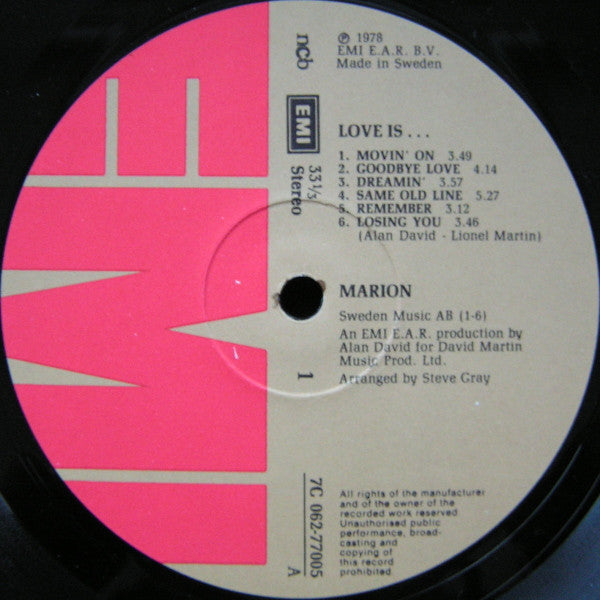 ℗ 1978
EMI E.A.R. B.V.
Made in Sweden
ncb
EMI
33 1/3
Stereo
LOVE IS . . .
1. MOVIN' ON 3.49
2. GOODBYE LOVE 4.14
3. DREAMIN' 3.57
4. SAME OLD LINE 5.27
5. REMEMBER 3.12
6. LOSING YOU 3.46
(Alan David - Lionel Martin)
MARION
Sweden Music AB (1-6)
An EMI E.A.R. production by
Alan David for David Martin
Music Prod. Ltd.
Arranged by Steve Gray
1
7C 062-77005
A
All rights of the manufacturer
and of the owner of the
recorded work reserved
Unauthorised public
performance, broad-
casting and
copying of
this record
prohibited.
EMI